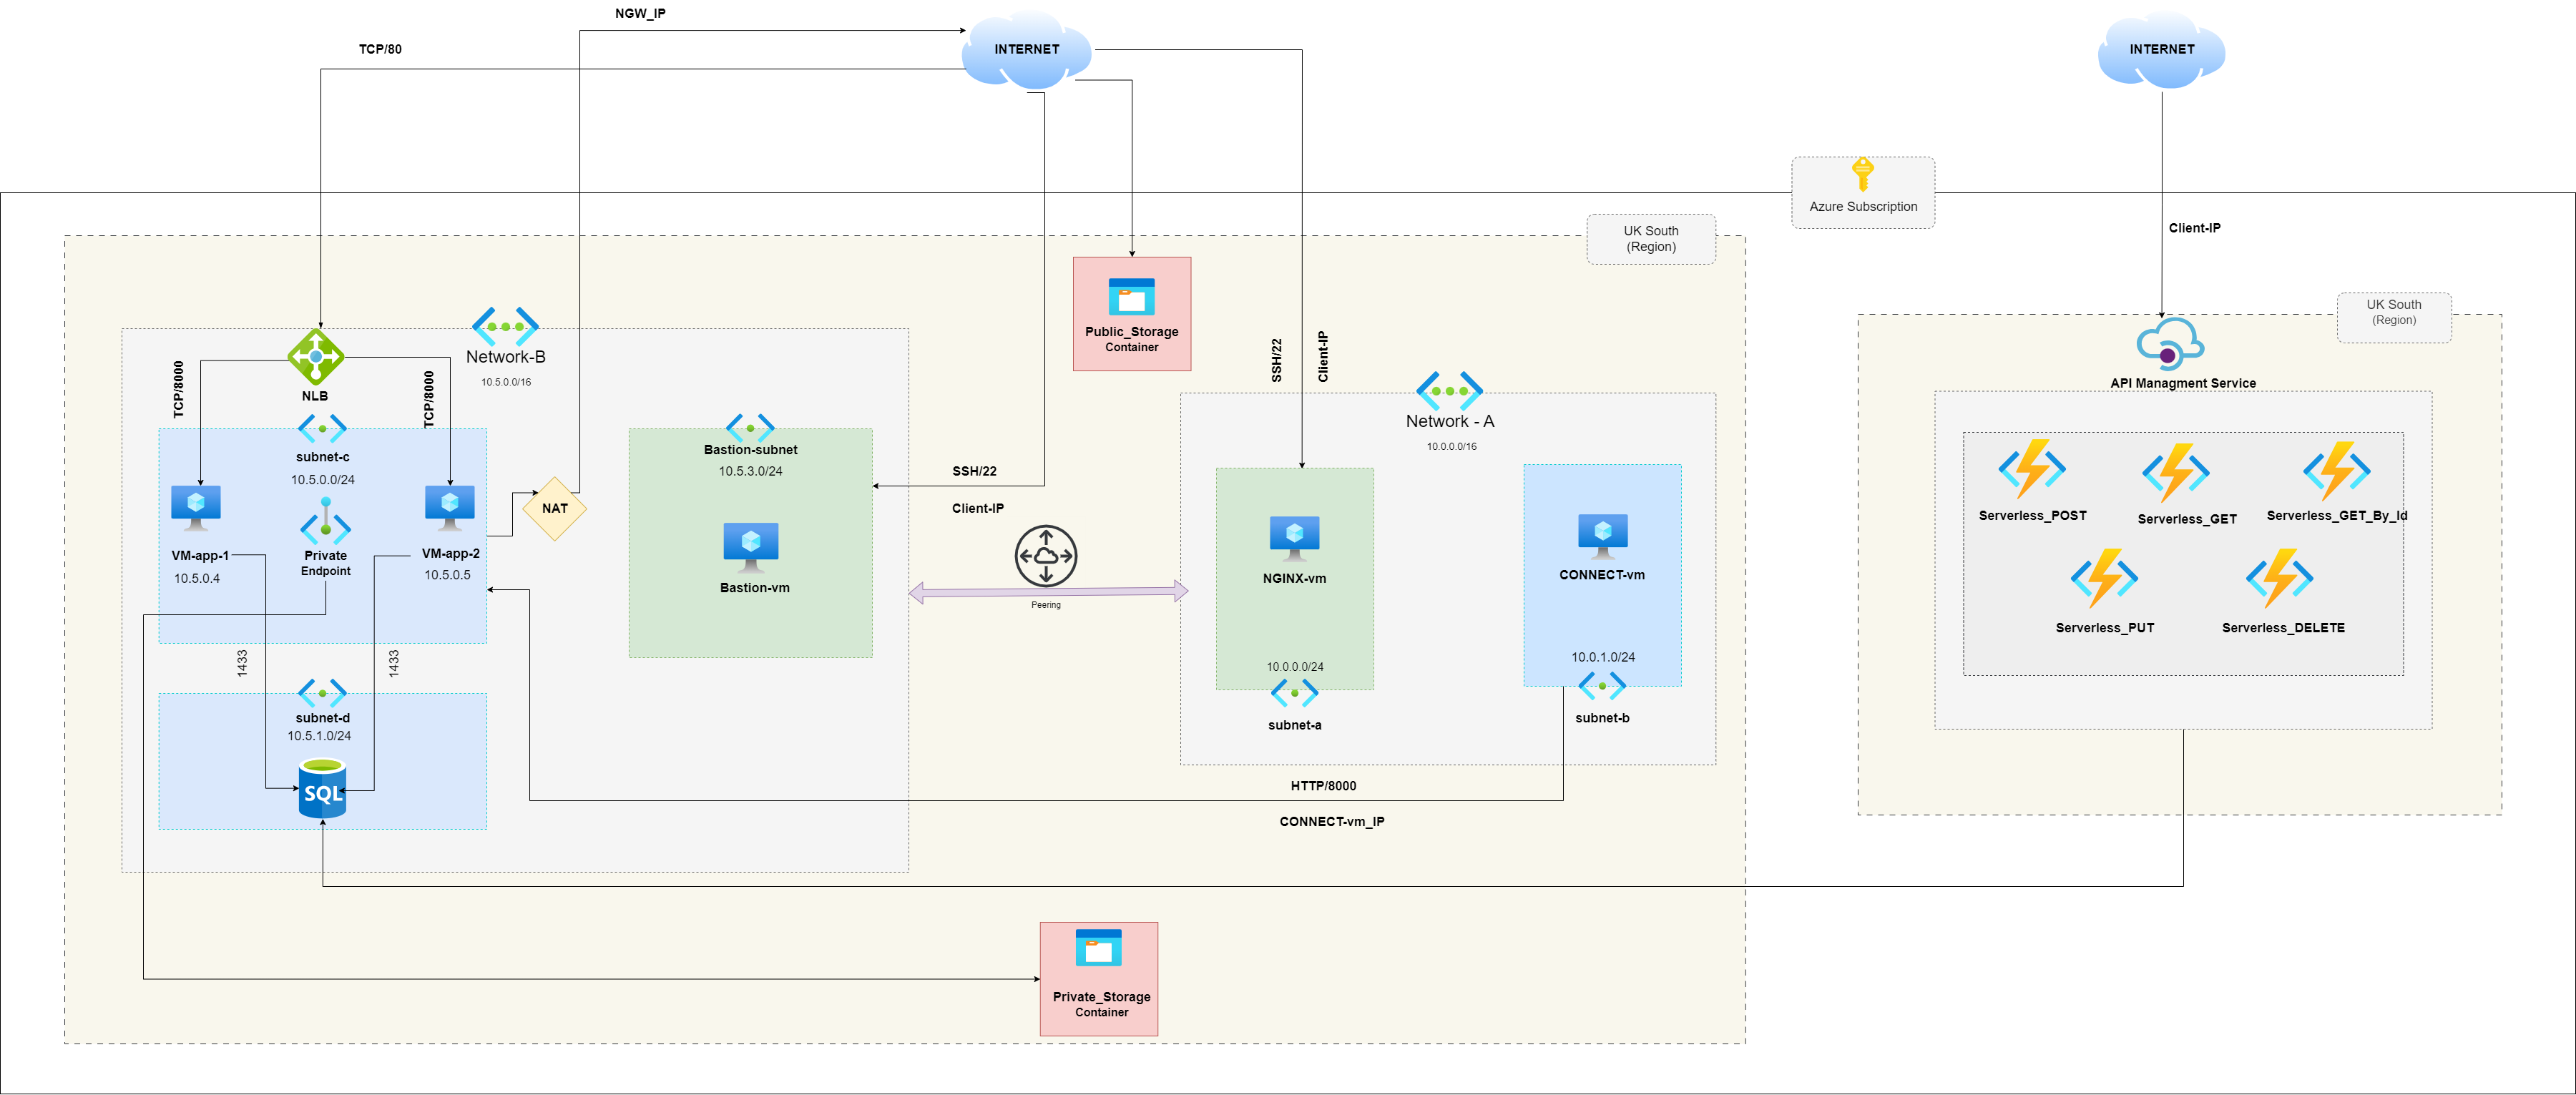 NGW_IP
TCP/80
INTERNET
INTERNET
Azure Subscription
Client-IP
UK South
(Region)
UK South
(Region)
Public_Storage
Container
Network-B
10.5.0.0/16
NLB
TCP/8000
TCP/8000
SSH/22
Client-IP
API Managment Service
Network - A
10.0.0.0/16
subnet-c
10.5.0.0/24
Bastion-subnet
10.5.3.0/24
SSH/22
Client-IP
NAT
VM-app-1
10.5.0.4
Private
Endpoint
VM-app-2
10.5.0.5
Bastion-vm
Peering
NGINX-vm
CONNECT-vm
10.0.0.0/24
10.0.1.0/24
subnet-a
subnet-b
Serverless_POST
Serverless_GET
Serverless_GET_By_Id
Serverless_PUT
Serverless_DELETE
1433
1433
subnet-d
10.5.1.0/24
SQL
HTTP/8000
CONNECT-vm_IP
Private_Storage
Container